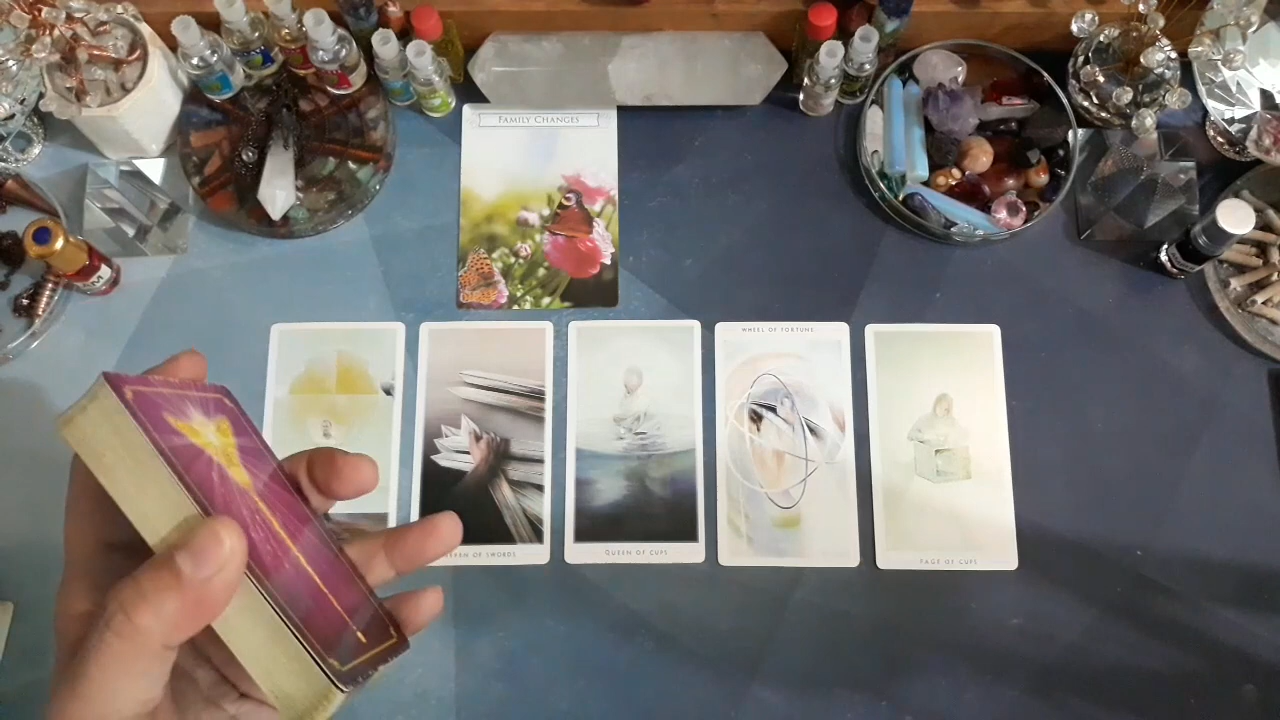 FAMILY CHANGES
WHEEL OF FORTUNE
OF SWORDS
QUEEN OF CUPS
PAGE OF CUPS